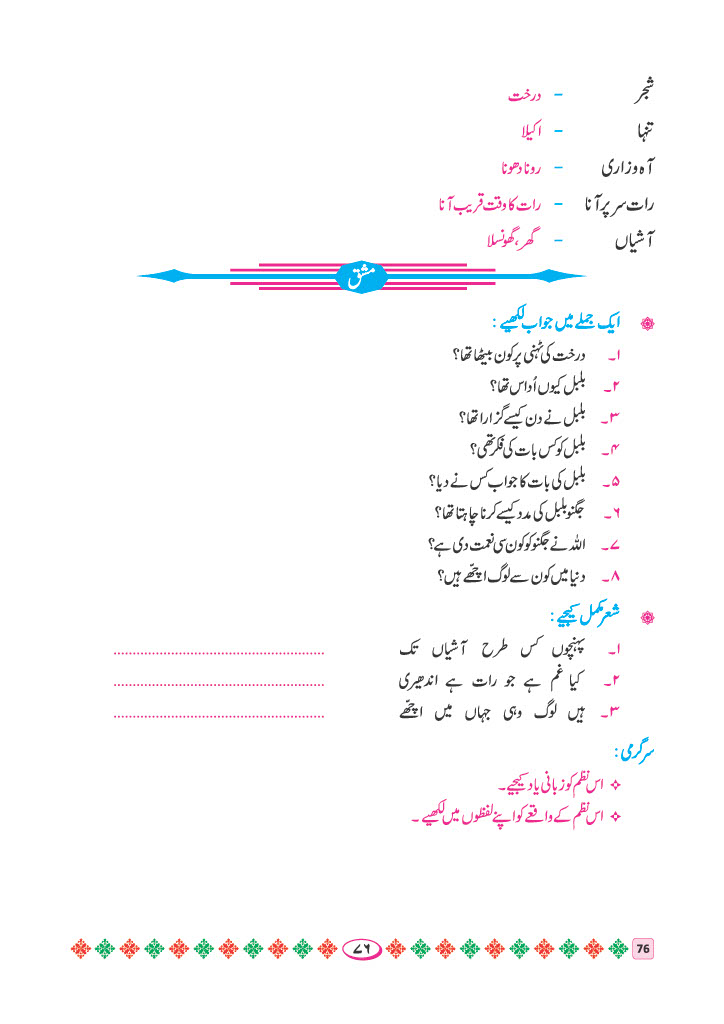 شجر – درخت
تنہا – اکیلا
آہ و زاری – رونا دھونا
رات سر پر آنا – رات کا وقت قریب آنا
آشیاں – گھر، گھونسلا
مشق
ایک جملے میں جواب لکھیے :
۱۔ درخت کی ٹہنی پر کون بیٹھا تھا؟
۲۔ بلبل کیوں اُداس تھا؟
۳۔ بلبل نے دن کیسے گزارا تھا؟
۴۔ بلبل کو کس بات کی فکر تھی؟
۵۔ بلبل کی بات کا جواب کس نے دیا؟
۶۔ جگنو بلبل کی مدد کیسے کرنا چاہتا تھا؟
۷۔ اللہ نے جگنو کو کون سی نعمت دی ہے؟
۸۔ دنیا میں کون سے لوگ اچھّے ہیں؟
شعر مکمل کیجیے :
۱۔ پہنچوں کس طرح آشیاں تک ......................................................
۲۔ کیا غم ہے جو رات ہے اندھیری ......................................................
۳۔ ہیں لوگ وہی جہاں میں اچھّے ......................................................
سرگرمی :
❖ اس نظم کو زبانی یاد کیجیے۔
❖ اس نظم کے واقعے کو اپنے لفظوں میں لکھیے ۔
۷۶
76